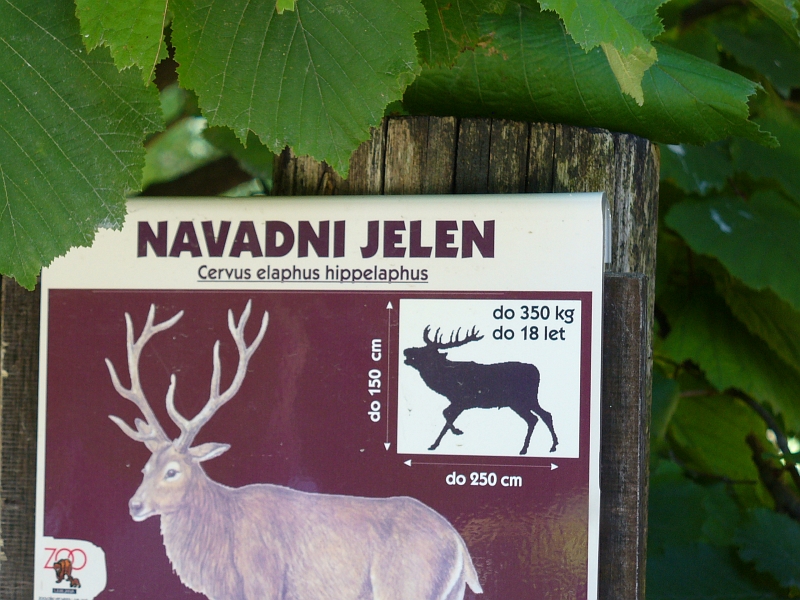 NAVADNI JELEN
Cervus elaphus hippelaphus
do 350 kg
do 18 let
do 150 cm
do 250 cm
ZOO